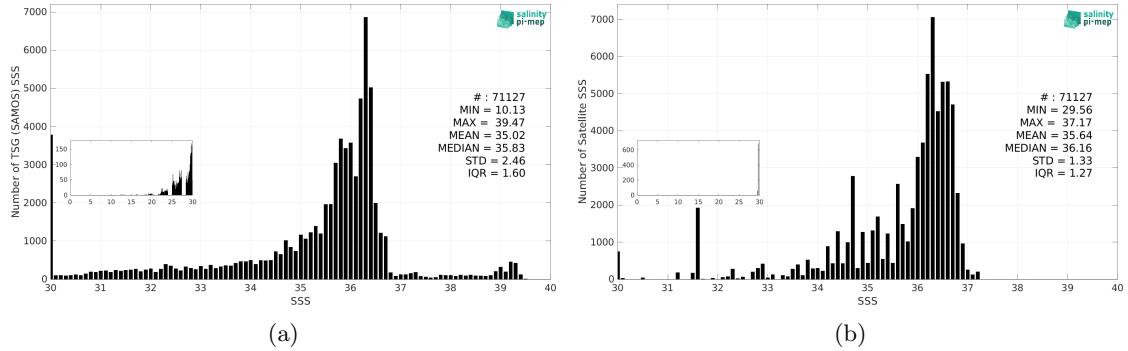 7000
6000
5000
4000
3000
2000
1000
0
Number of TSG (SAMOS) SSS
salinity
pi-mep
# : 71127
MIN = 10.13
MAX = 39.47
MEAN = 35.02
MEDIAN = 35.83
STD = 2.46
IQR = 1.60
150
100
50
0
0 5 10 15 20 25 30
30 31 32 33 34 35 36 37 38 39 40
SSS
(a)
7000
6000
5000
4000
3000
2000
1000
0
Number of Satellite SSS
salinity
pi-mep
# : 71127
MIN = 29.56
MAX = 37.17
MEAN = 35.64
MEDIAN = 36.16
STD = 1.33
IQR = 1.27
600
400
200
0
0 5 10 15 20 25 30
30 31 32 33 34 35 36 37 38 39 40
SSS
(b)